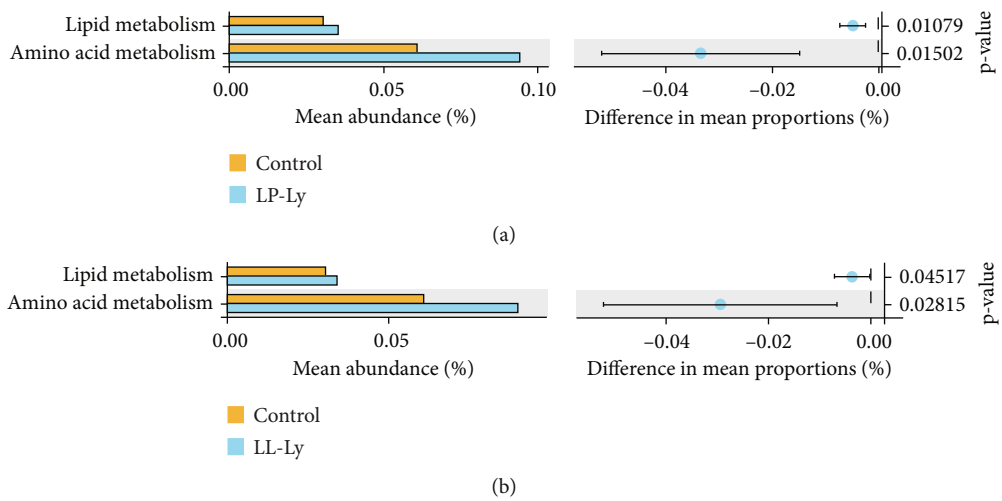 Lipid metabolism
Amino acid metabolism
0.00 0.05 0.10
Mean abundance (%)
0.01079
0.01502
p-value
−0.04 −0.02 0.00
Difference in mean proportions (%)
Control
LP-Ly
(a)
Lipid metabolism
Amino acid metabolism
0.00 0.05
Mean abundance (%)
0.04517
0.02815
p-value
−0.04 −0.02 0.00
Difference in mean proportions (%)
Control
LL-Ly
(b)